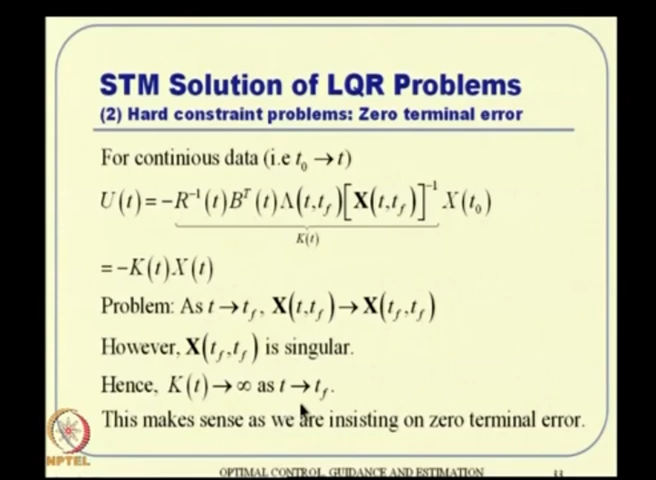 STM Solution of LQR Problems
(2) Hard constraint problems: Zero terminal error
For continious data (i.e t₀ → t)
U(t) = −R⁻¹(t)Bᵀ(t)Λ(t,t_f)[X(t,t_f)]⁻¹ X(t₀)
K(t)
= −K(t)X(t)
Problem: As t → t_f, X(t,t_f) → X(t_f,t_f)
However, X(t_f,t_f) is singular.
Hence, K(t) → ∞ as t → t_f.
This makes sense as we are insisting on zero terminal error.
NPTEL
OPTIMAL CONTROL, GUIDANCE AND ESTIMATION
33